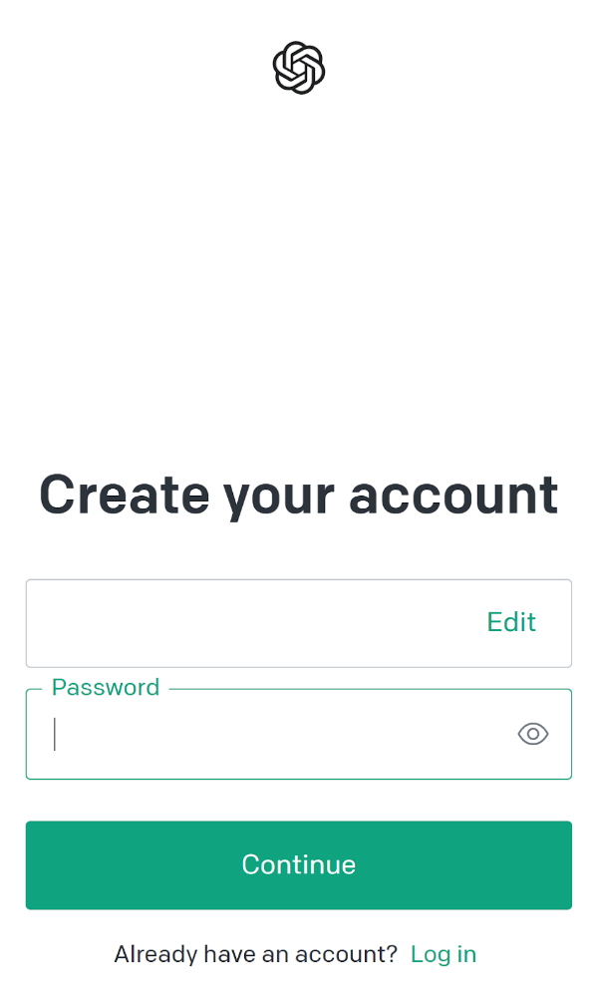 Create your account
Edit
Password
Continue
Already have an account? Log in